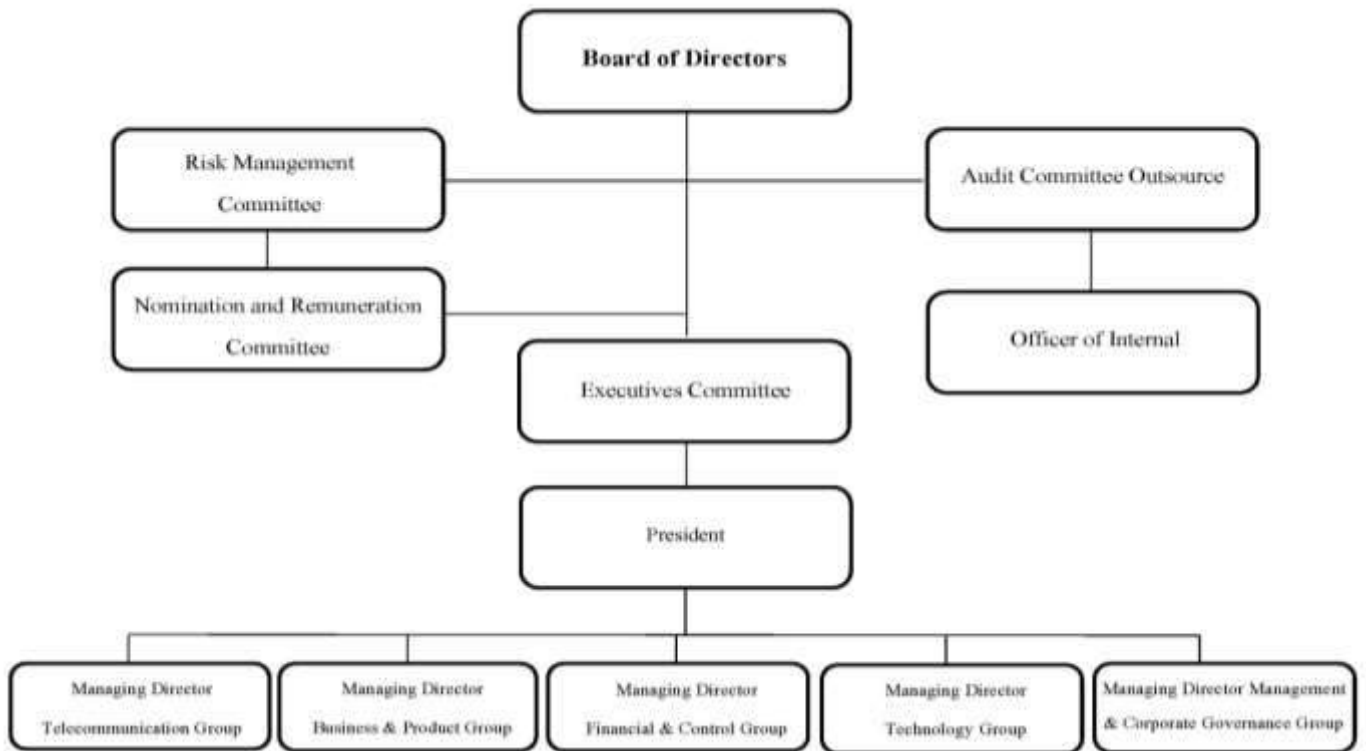 Board of Directors
Risk Management
Committee
Audit Committee Outsource
Nomination and Remuneration
Committee
Officer of Internal
Executives Committee
President
Managing Director
Telecommunication Group
Managing Director
Business & Product Group
Managing Director
Financial & Control Group
Managing Director
Technology Group
Managing Director Management
& Corporate Governance Group